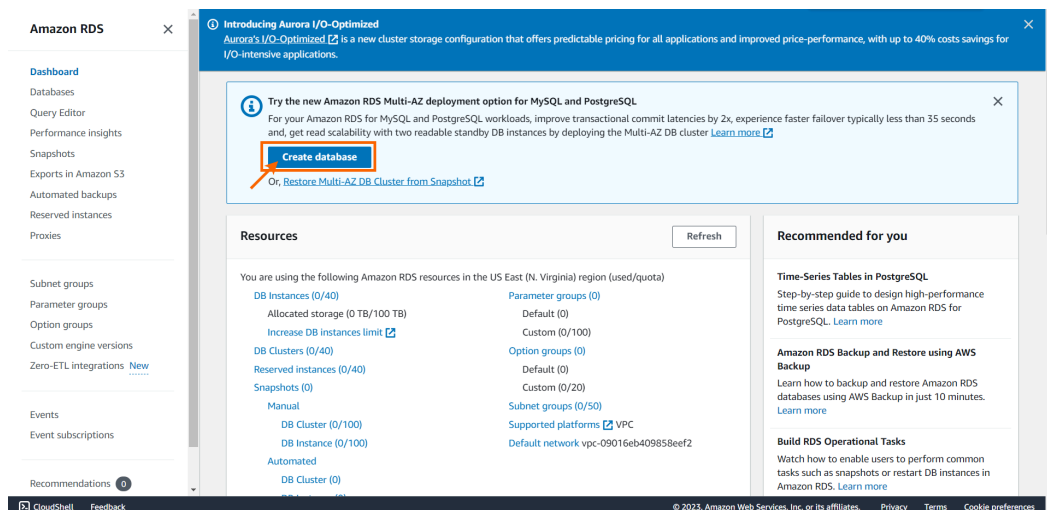 Amazon RDS
Dashboard
Databases
Query Editor
Performance insights
Snapshots
Exports in Amazon S3
Automated backups
Reserved instances
Proxies
Subnet groups
Parameter groups
Option groups
Custom engine versions
Zero-ETL integrations New
Events
Event subscriptions
Recommendations 0
Introducing Aurora I/O-Optimized
Aurora's I/O-Optimized is a new cluster storage configuration that offers predictable pricing for all applications and improved price-performance, with up to 40% costs savings for
I/O-intensive applications.
Try the new Amazon RDS Multi-AZ deployment option for MySQL and PostgreSQL
For your Amazon RDS for MySQL and PostgreSQL workloads, improve transactional commit latencies by 2x, experience faster failover typically less than 35 seconds
and, get read scalability with two readable standby DB instances by deploying the Multi-AZ DB cluster Learn more
Create database
Or, Restore Multi-AZ DB Cluster from Snapshot
Resources
Refresh
You are using the following Amazon RDS resources in the US East (N. Virginia) region (used/quota)
DB Instances (0/40)
Allocated storage (0 TB/100 TB)
Increase DB instances limit
DB Clusters (0/40)
Reserved instances (0/40)
Snapshots (0)
Manual
DB Cluster (0/100)
DB Instance (0/100)
Automated
DB Cluster (0)
Parameter groups (0)
Default (0)
Custom (0/100)
Option groups (0)
Default (0)
Custom (0/20)
Subnet groups (0/50)
Supported platforms VPC
Default network vpc-09016eb409858eef2
Recommended for you
Time-Series Tables in PostgreSQL
Step-by-step guide to design high-performance
time series data tables on Amazon RDS for
PostgreSQL. Learn more
Amazon RDS Backup and Restore using AWS
Backup
Learn how to backup and restore Amazon RDS
databases using AWS Backup in just 10 minutes.
Learn more
Build RDS Operational Tasks
Watch how to enable users to perform common
tasks such as snapshots or restart DB instances in
Amazon RDS. Learn more
CloudShell Feedback
© 2023, Amazon Web Services, Inc. or its affiliates. Privacy Terms Cookie preferences